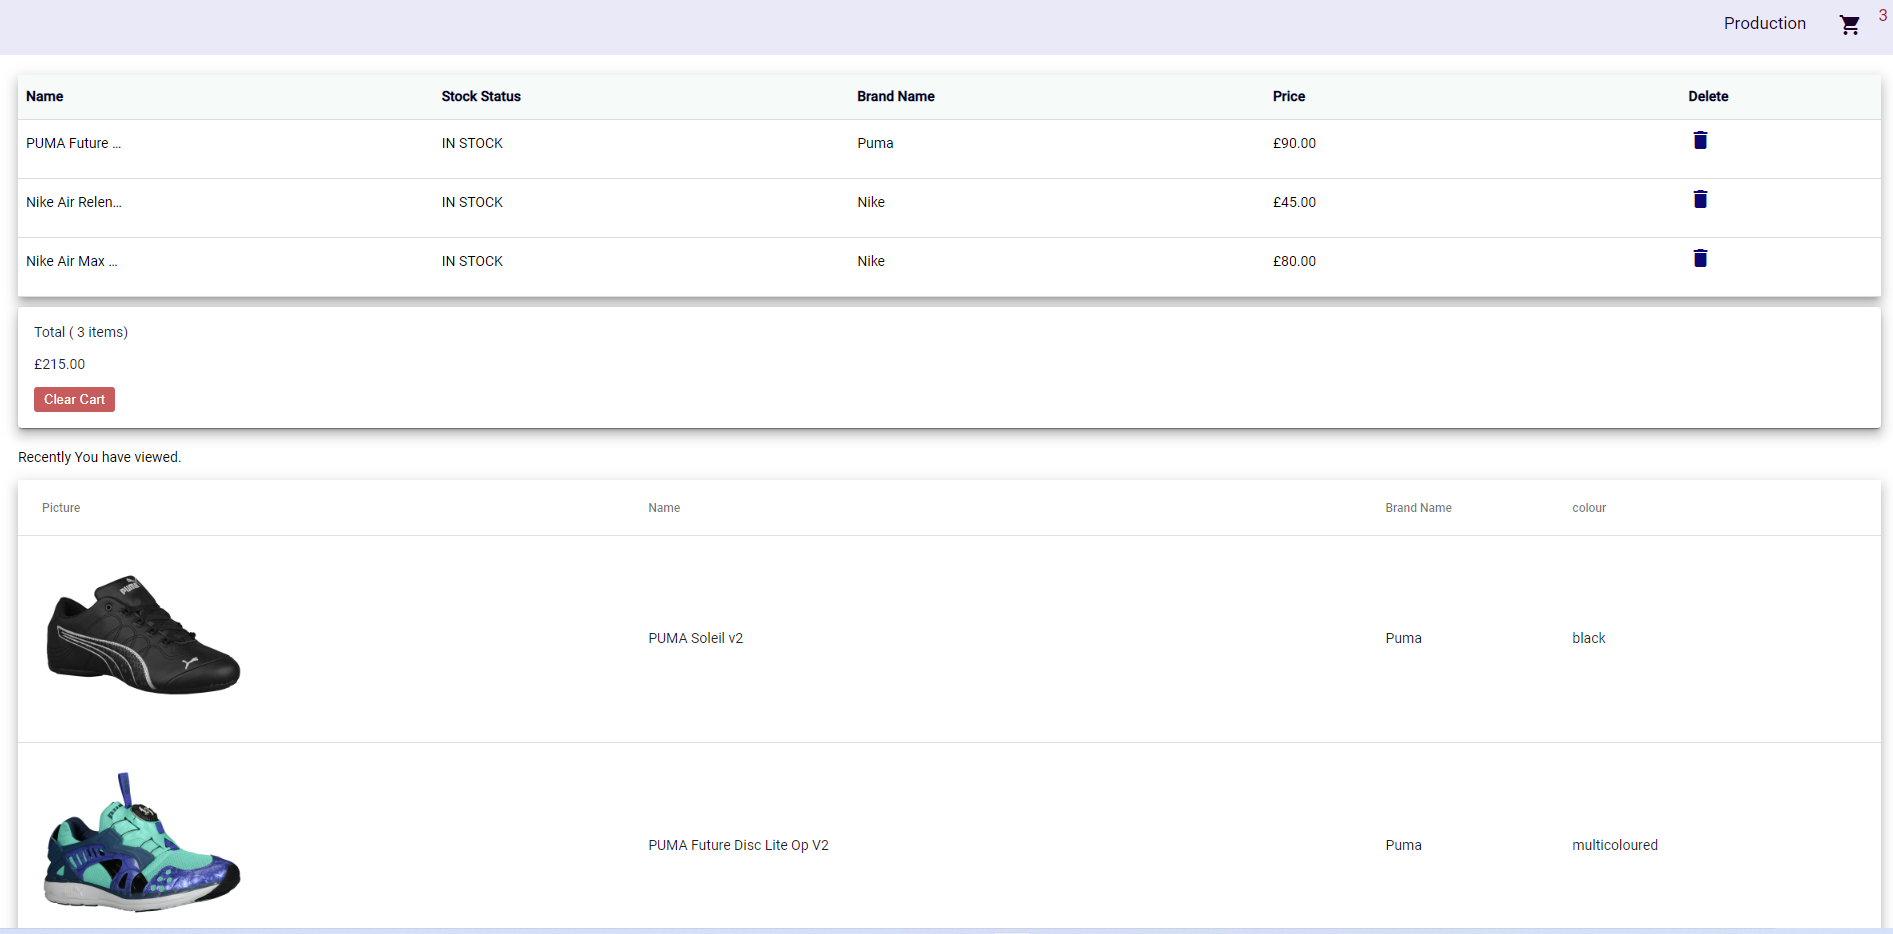 Production 3
Name Stock Status Brand Name Price Delete
PUMA Future ... IN STOCK Puma £90.00
Nike Air Relen... IN STOCK Nike £45.00
Nike Air Max ... IN STOCK Nike £80.00
Total ( 3 items)
£215.00
Clear Cart
Recently You have viewed.
Picture Name Brand Name colour
PUMA
PUMA Soleil v2 Puma black
PUMA Future Disc Lite Op V2 Puma multicoloured